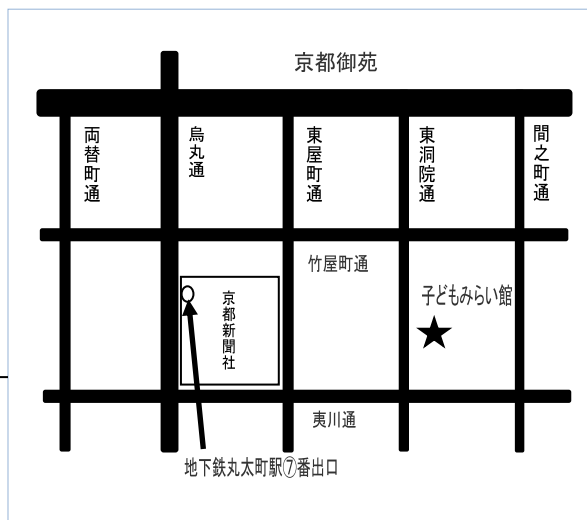 京都御苑
両替町通
烏丸通
東屋町通
東洞院通
間之町通
竹屋町通
子どもみらい館
京都新聞社
夷川通
地下鉄丸太町駅⑦番出口